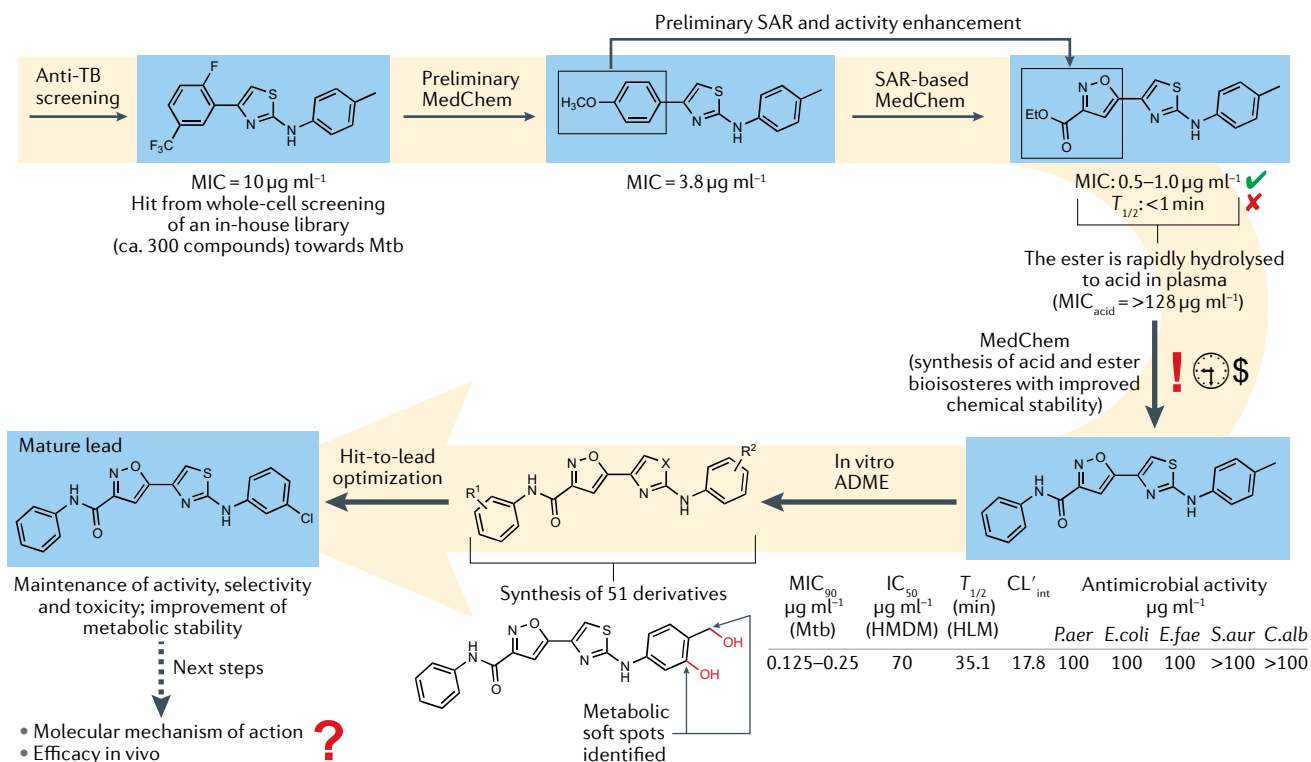 Preliminary SAR and activity enhancement
Anti-TB
screening
F
S
N
N
H
F₃C
Preliminary
MedChem
H₃CO
S
N
N
H
SAR-based
MedChem
N
O
EtO
O
S
N
N
H
MIC = 10 µg ml⁻¹
Hit from whole-cell screening
of an in-house library
(ca. 300 compounds) towards Mtb
MIC = 3.8 µg ml⁻¹
MIC: 0.5–1.0 µg ml⁻¹ ✔
T₁/₂: <1 min ✘
The ester is rapidly hydrolysed
to acid in plasma
(MICacid = >128 µg ml⁻¹)
MedChem
(synthesis of acid and ester
bioisosteres with improved
chemical stability)
! $
Mature lead
N
O
S
H
N
O
N
N
H
Cl
Hit-to-lead
optimization
R¹
H
N
O
N
O
X
N
N
H
R²
In vitro
ADME
H
N
O
N
O
S
N
N
H
Maintenance of activity, selectivity
and toxicity; improvement of
metabolic stability
Next steps
• Molecular mechanism of action
• Efficacy in vivo
?
Synthesis of 51 derivatives
H
N
O
N
O
S
N
N
H
OH
OH
Metabolic
soft spots
identified
MIC₉₀ IC₅₀ T₁/₂ CL′int Antimicrobial activity
µg ml⁻¹ µg ml⁻¹ (min) µg ml⁻¹
(Mtb) (HMDM) (HLM) P.aer E.coli E.fae S.aur C.alb
0.125–0.25 70 35.1 17.8 100 100 100 >100 >100